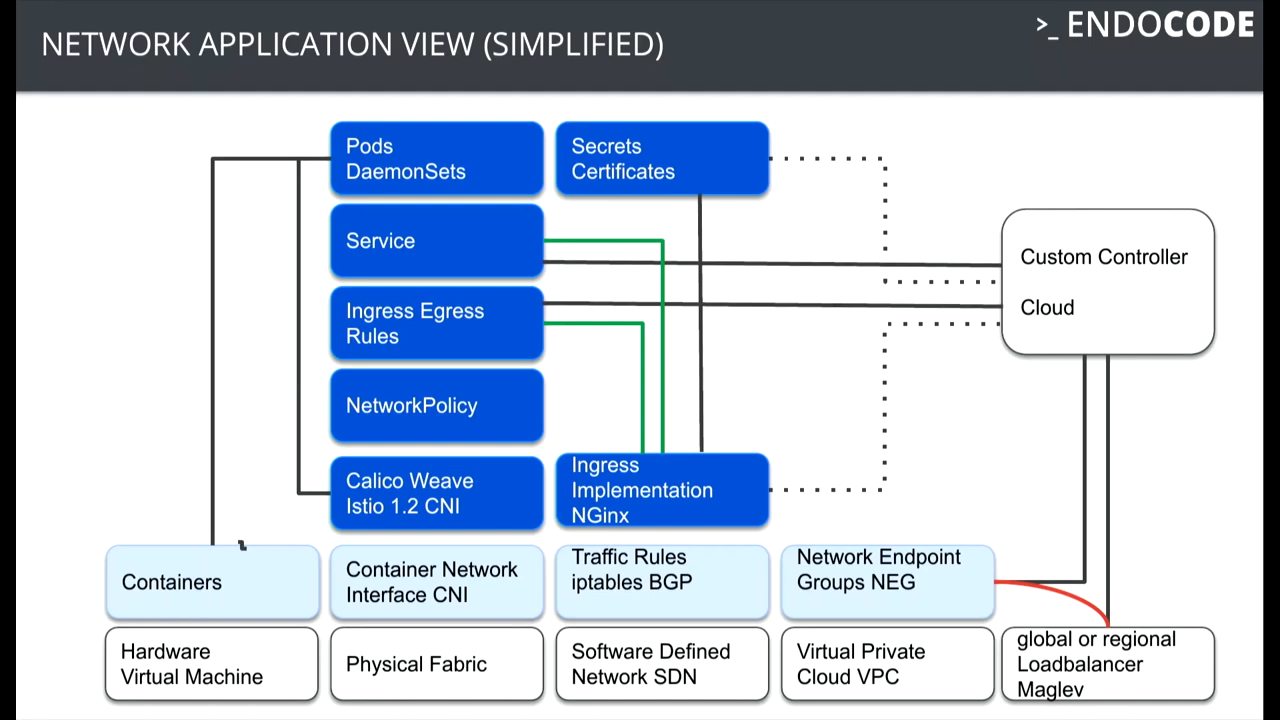 NETWORK APPLICATION VIEW (SIMPLIFIED)
>_ ENDOCODE
Pods
DaemonSets
Secrets
Certificates
Service
Custom Controller
Cloud
Ingress Egress
Rules
NetworkPolicy
Calico Weave
Istio 1.2 CNI
Ingress
Implementation
NGinx
Containers
Container Network
Interface CNI
Traffic Rules
iptables BGP
Network Endpoint
Groups NEG
Hardware
Virtual Machine
Physical Fabric
Software Defined
Network SDN
Virtual Private
Cloud VPC
global or regional
Loadbalancer
Maglev